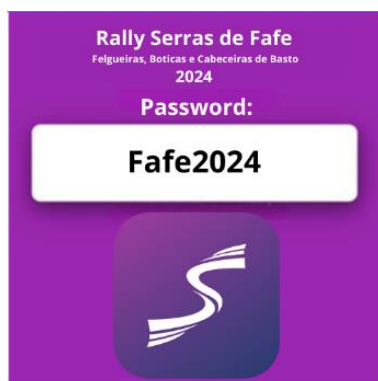 Rally Serras de Fafe
Felgueiras, Boticas e Cabeceiras de Basto
2024
Password:
Fafe2024